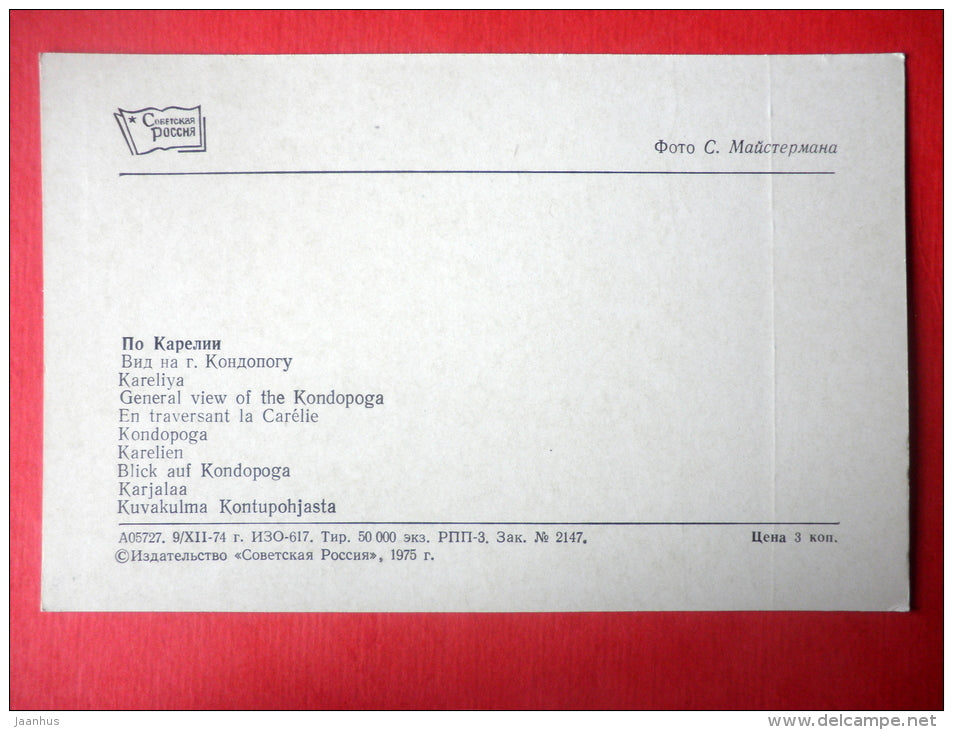 Советская
Россия
Фото С. Майстермана
По Карелии
Вид на г. Кондопогу
Kareliya
General view of the Kondopoga
En traversant la Carélie
Kondopoga
Karelien
Blick auf Kondopoga
Karjalaa
Kuvakulma Kontupohjasta
А05727. 9/XII-74 г. ИЗО-617. Тир. 50 000 экз. РПП-3. Зак. № 2147. Цена 3 коп.
©Издательство «Советская Россия», 1975 г.
jaanhus
www.delcampe.net